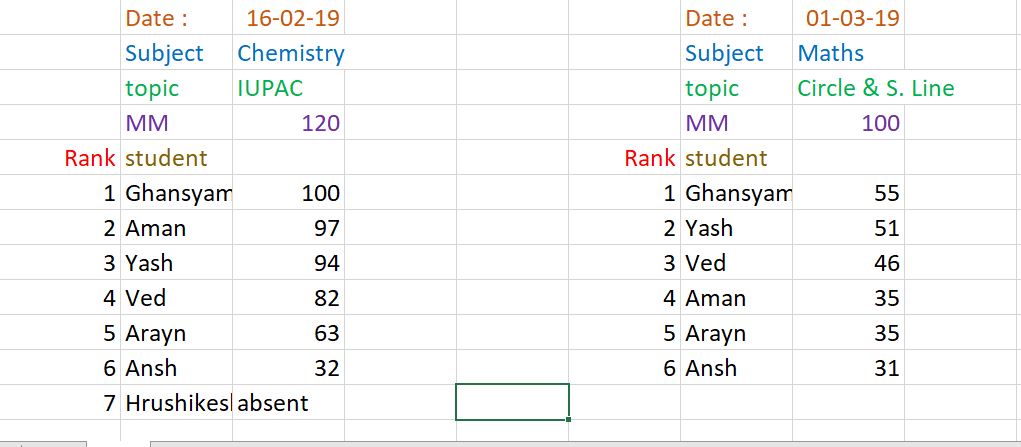 Date : 16-02-19 Date : 01-03-19
Subject Chemistry Subject Maths
topic IUPAC topic Circle & S. Line
MM 120 MM 100
Rank student Rank student
1 Ghansyam 100 1 Ghansyam 55
2 Aman 97 2 Yash 51
3 Yash 94 3 Ved 46
4 Ved 82 4 Aman 35
5 Arayn 63 5 Arayn 35
6 Ansh 32 6 Ansh 31
7 absent